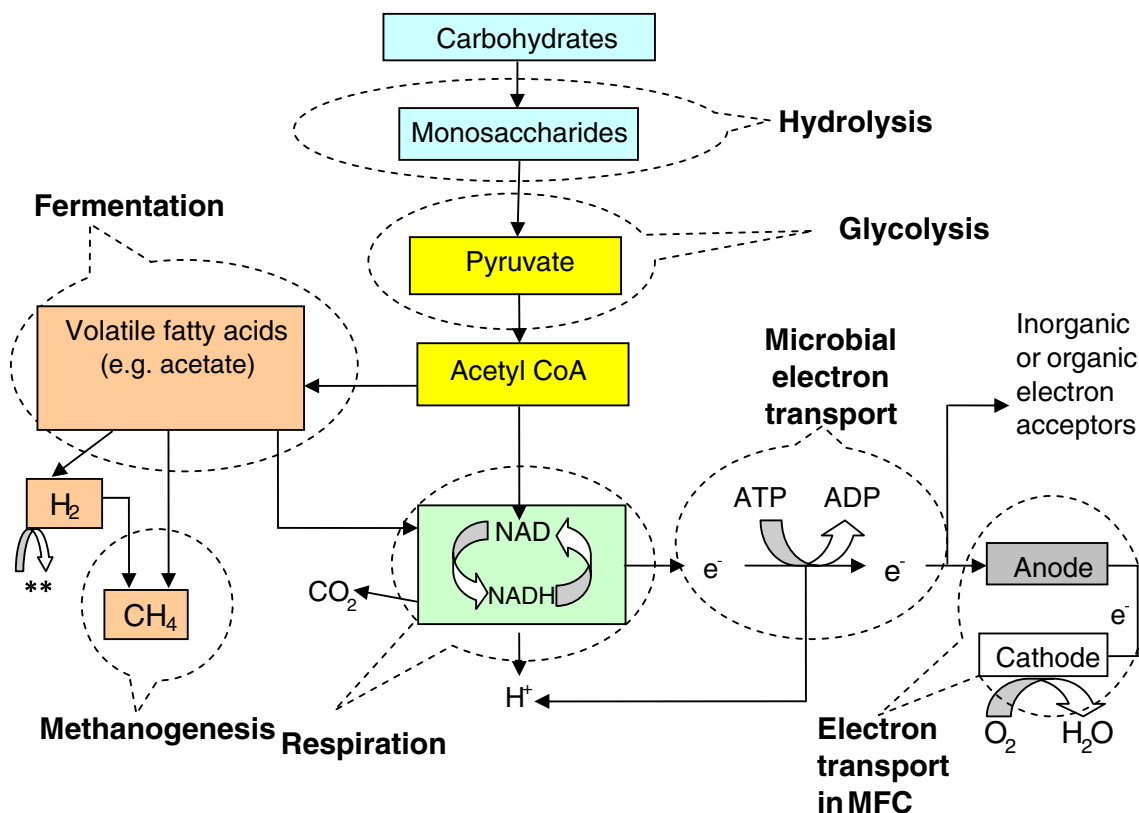 Carbohydrates
Monosaccharides
Hydrolysis
Fermentation
Glycolysis
Pyruvate
Volatile fatty acids
(e.g. acetate)
Acetyl CoA
Microbial
electron
transport
Inorganic
or organic
electron
acceptors
H₂
**
CH₄
NAD
NADH
CO₂
H⁺
e⁻
ATP
ADP
e⁻
Anode
e⁻
Cathode
O₂
H₂O
Methanogenesis
Respiration
Electron
transport
in MFC